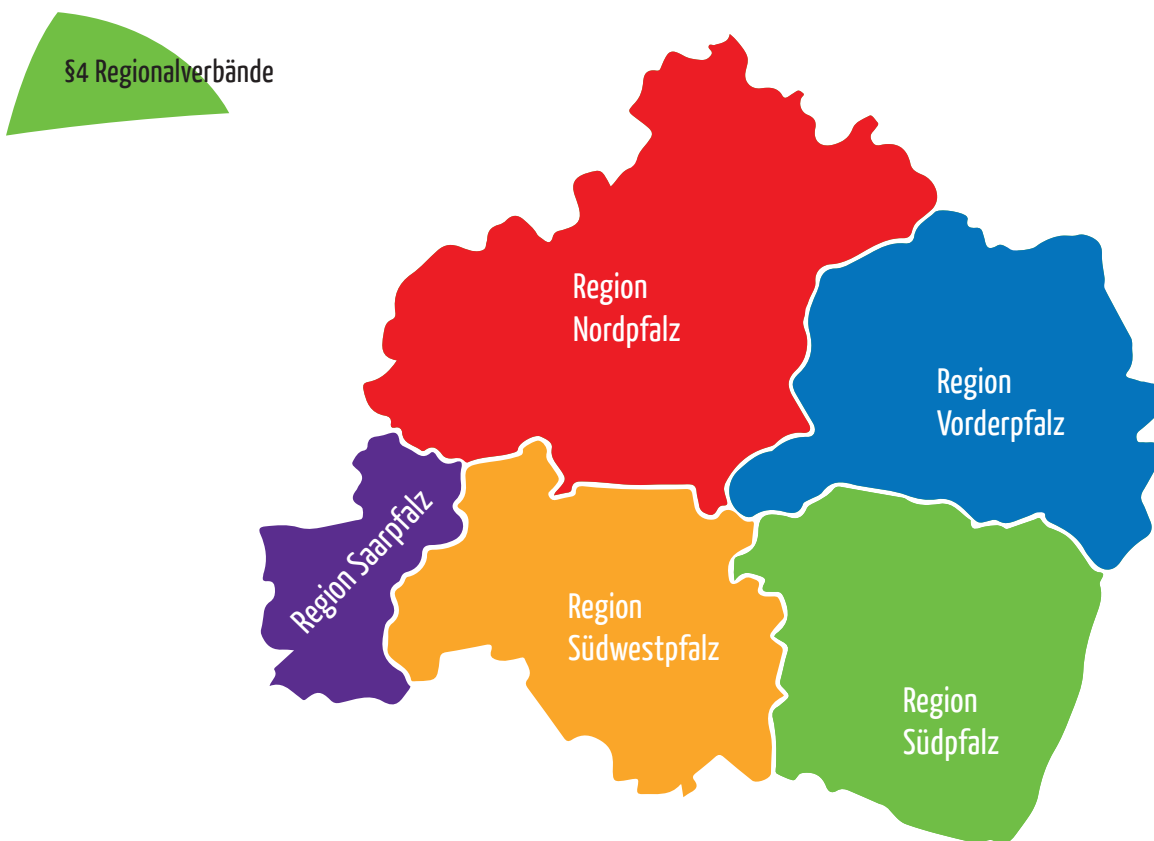 §4 Regionalverbände
Region
Nordpfalz
Region
Vorderpfalz
Region Saarpfalz
Region
Südwestpfalz
Region
Südpfalz